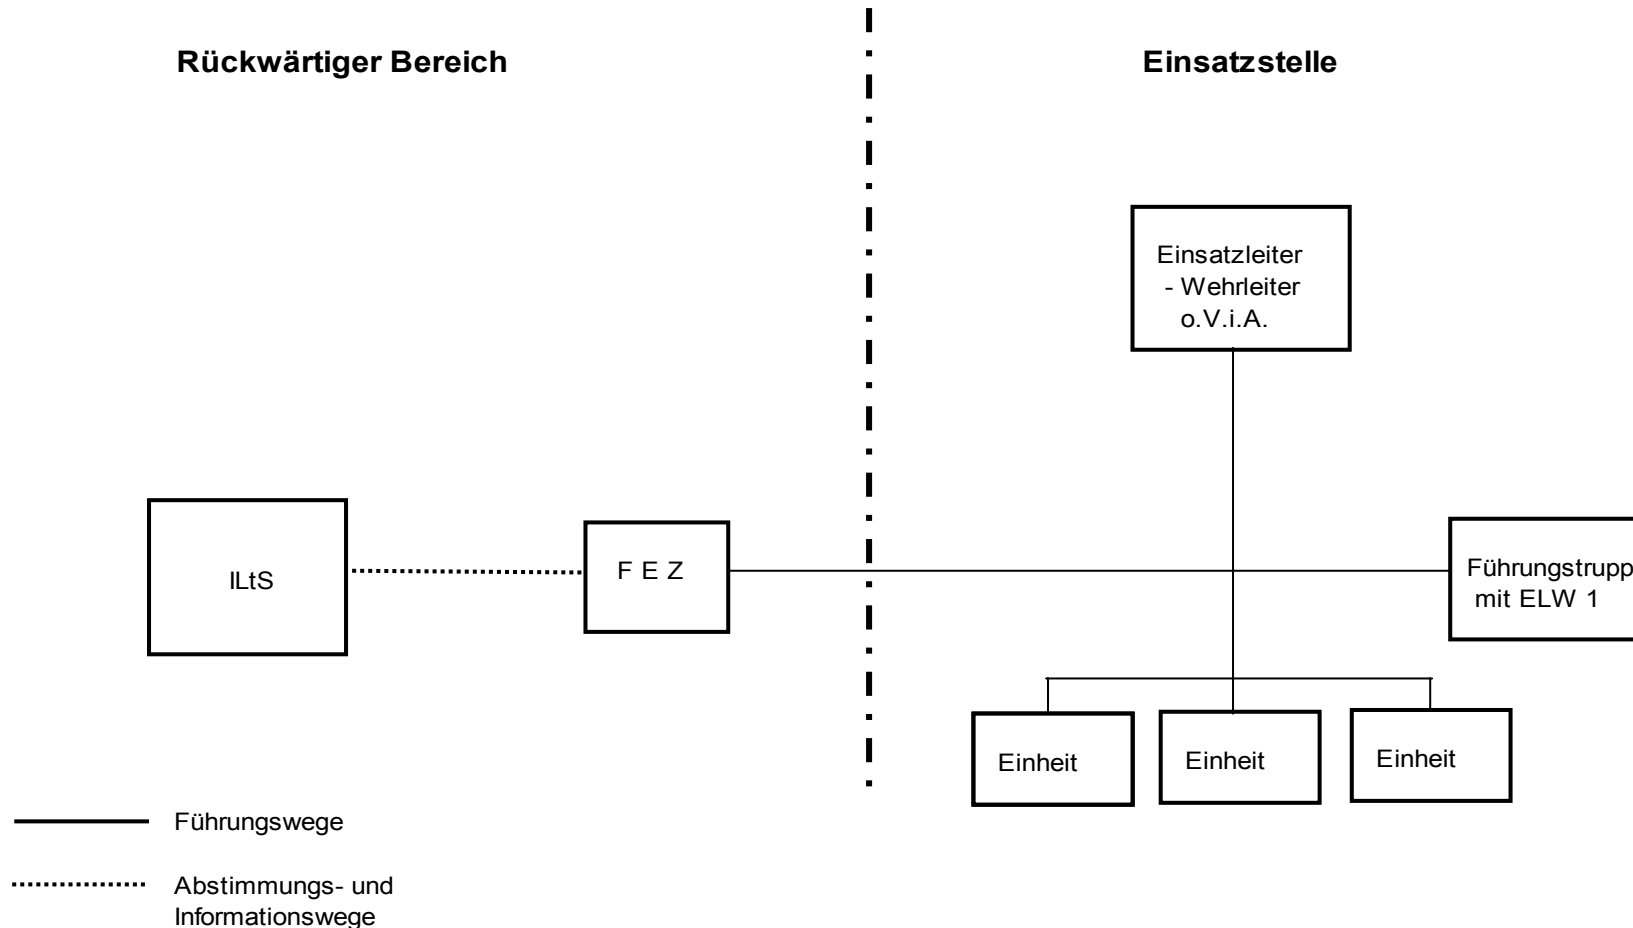 Rückwärtiger Bereich
Einsatzstelle
Einsatzleiter
- Wehrleiter
o.V.i.A.
ILtS
F E Z
Führungstrupp
mit ELW 1
Einheit
Einheit
Einheit
Führungswege
Abstimmungs- und
Informationswege